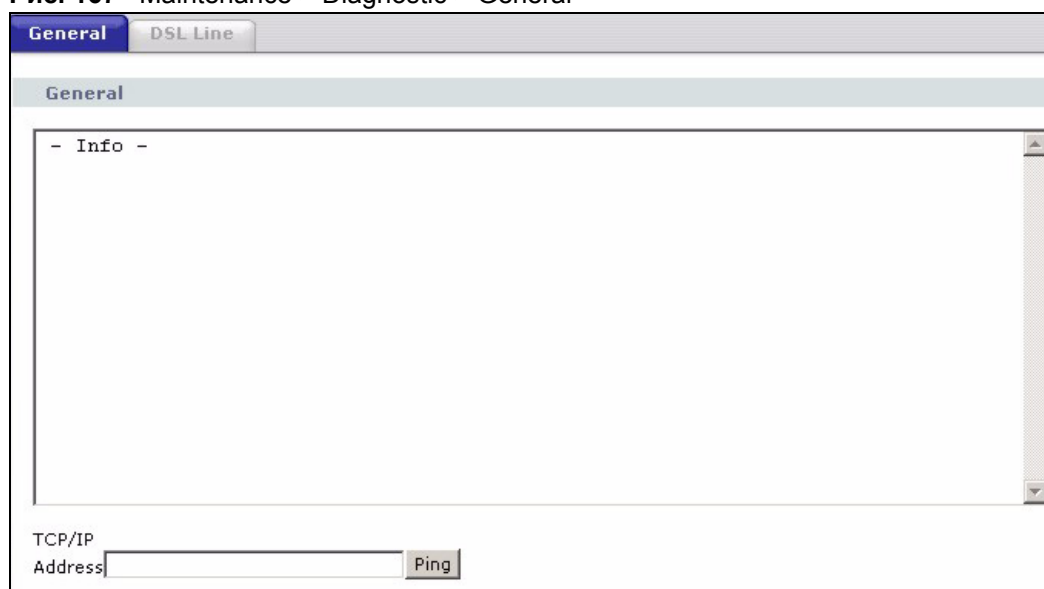 Maintenance Diagnostic General
General DSL Line
General
- Info -
TCP/IP
Address Ping